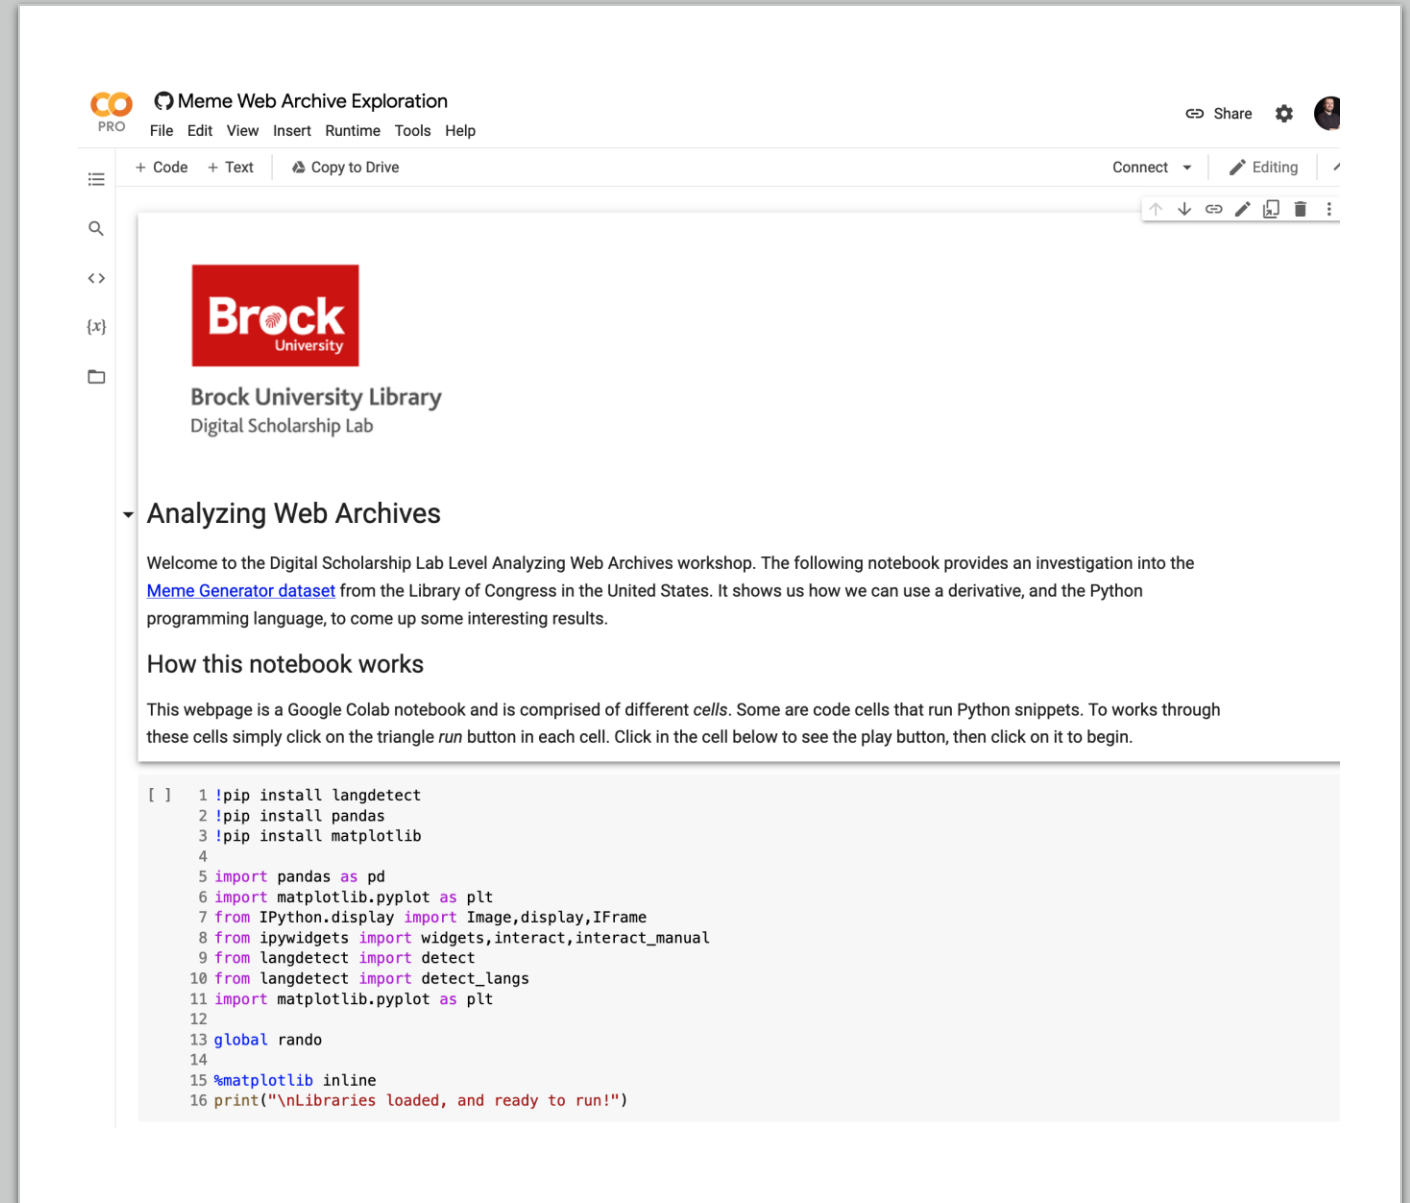 Meme Web Archive Exploration
PRO
File Edit View Insert Runtime Tools Help
Share
+ Code + Text Copy to Drive
Connect Editing
{x}
Brock
University
Brock University Library
Digital Scholarship Lab
Analyzing Web Archives
Welcome to the Digital Scholarship Lab Level Analyzing Web Archives workshop. The following notebook provides an investigation into the
Meme Generator dataset from the Library of Congress in the United States. It shows us how we can use a derivative, and the Python
programming language, to come up some interesting results.
How this notebook works
This webpage is a Google Colab notebook and is comprised of different cells. Some are code cells that run Python snippets. To works through
these cells simply click on the triangle run button in each cell. Click in the cell below to see the play button, then click on it to begin.
[ ] 1 !pip install langdetect
2 !pip install pandas
3 !pip install matplotlib
4
5 import pandas as pd
6 import matplotlib.pyplot as plt
7 from IPython.display import Image,display,IFrame
8 from ipywidgets import widgets,interact,interact_manual
9 from langdetect import detect
10 from langdetect import detect_langs
11 import matplotlib.pyplot as plt
12
13 global rando
14
15 %matplotlib inline
16 print("\nLibraries loaded, and ready to run!")